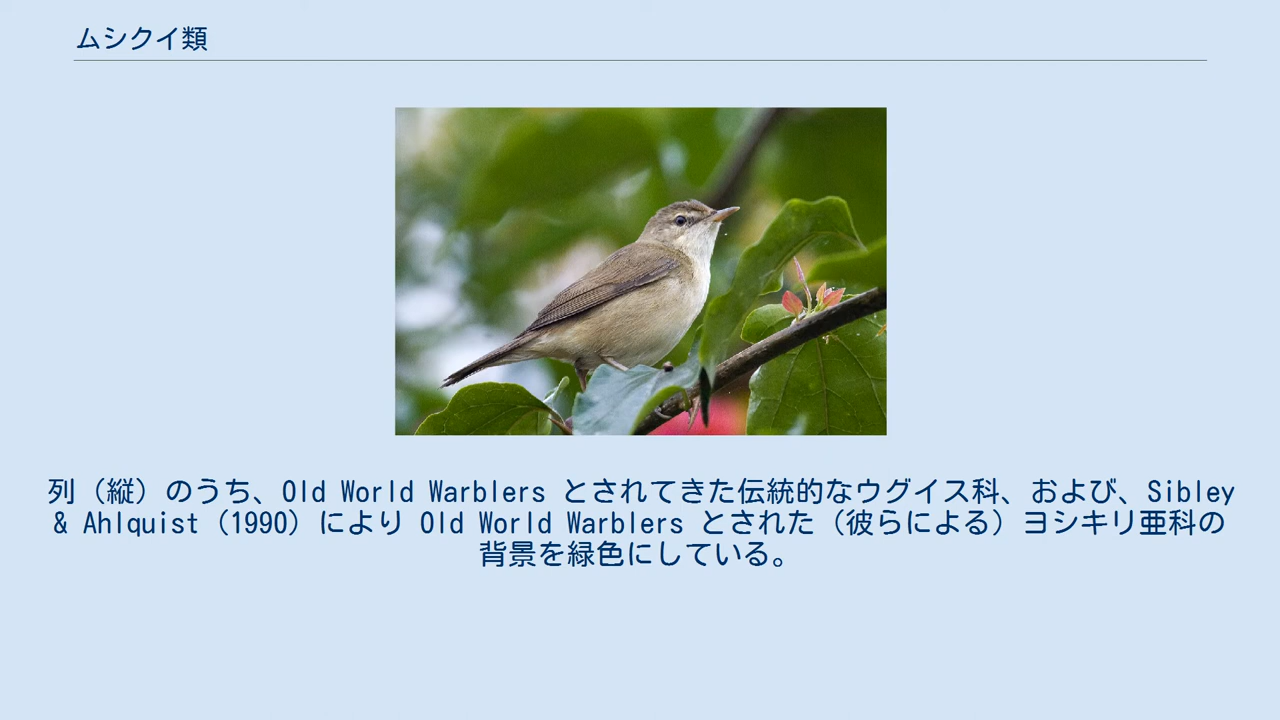 ムシクイ類
列（縦）のうち、Old World Warblers とされてきた伝統的なウグイス科、および、Sibley
& Ahlquist（1990）により Old World Warblers とされた（彼らによる）ヨシキリ亜科の
背景を緑色にしている。